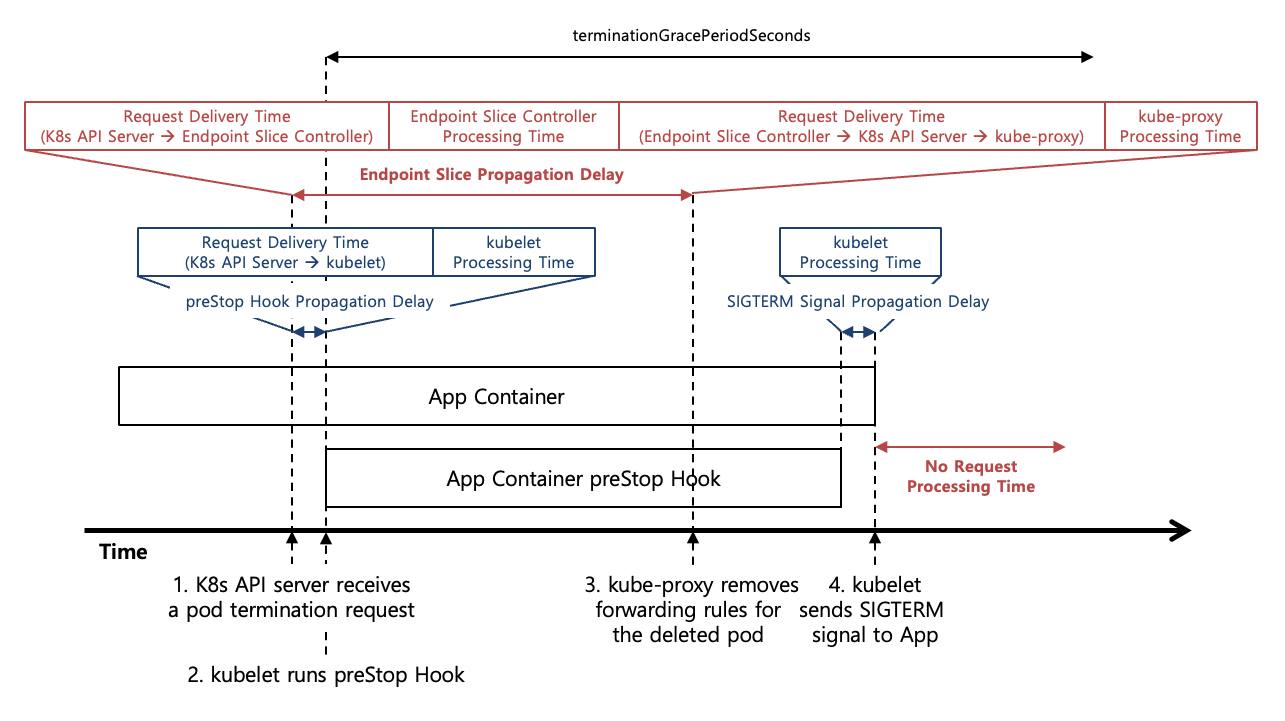 terminationGracePeriodSeconds
Request Delivery Time
(K8s API Server → Endpoint Slice Controller)
Endpoint Slice Controller
Processing Time
Request Delivery Time
(Endpoint Slice Controller → K8s API Server → kube-proxy)
kube-proxy
Processing Time
Endpoint Slice Propagation Delay
Request Delivery Time
(K8s API Server → kubelet)
kubelet
Processing Time
kubelet
Processing Time
preStop Hook Propagation Delay
SIGTERM Signal Propagation Delay
App Container
App Container preStop Hook
No Request
Processing Time
Time
1. K8s API server receives
a pod termination request
2. kubelet runs preStop Hook
3. kube-proxy removes
forwarding rules for
the deleted pod
4. kubelet
sends SIGTERM
signal to App